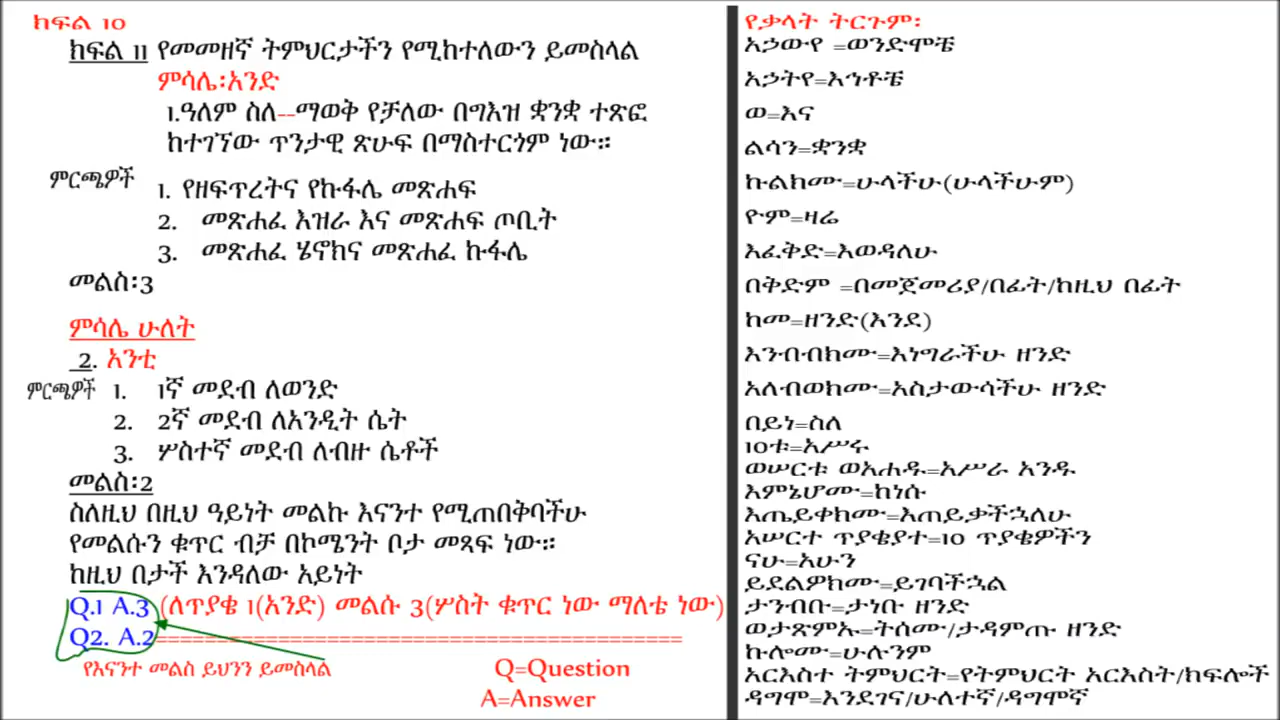 ክፍል 10
ክፍል 11 የመመዘኛ ትምህርታችን የሚከተለውን ይመስላል
ምሳሌ፡አንድ
1.ዓለም ስለ--ማወቅ የቻለው በግእዝ ቋንቋ ተጽፎ
ከተገኘው ጥንታዊ ጽሁፍ በማስተርጎም ነው።
ምርጫዎች
1. የዘፍጥረትና የኩፋሌ መጽሐፍ
2. መጽሐፈ እዝራ እና መጽሐፍ ጦቢት
3. መጽሐፈ ሄኖክና መጽሐፈ ኩፋሌ
መልስ፡3
ምሳሌ ሁለት
2. አንቲ
ምርጫዎች 1. 1ኛ መደብ ለወንድ
2. 2ኛ መደብ ለአንዲት ሴት
3. ሦስተኛ መደብ ለብዙ ሴቶች
መልስ፡2
ስለዚህ በዚህ ዓይነት መልኩ እናንተ የሚጠበቅባችሁ
የመልሱን ቁጥር ብቻ በኮሜንት ቦታ መጻፍ ነው።
ከዚህ በታች እንዳለው አይነት
Q.1 A.3 (ለጥያቄ 1(አንድ) መልሱ 3(ሦስት ቁጥር ነው ማለቴ ነው)
Q2. A.2=============================================
የእናንተ መልስ ይህንን ይመስላል
Q=Question
A=Answer
የቃላት ትርጉም፡
አኃውየ =ወንድሞቼ
አኃትየ=እኅቶቼ
ወ=እና
ልሳን=ቋንቋ
ኩልክሙ=ሁላችሁ(ሁላችሁም)
ዮም=ዛሬ
እፈቅድ=እወዳለሁ
በቅድም =በመጀመሪያ/በፊት/ከዚህ በፊት
ከመ=ዘንድ(እንደ)
እንብብክሙ=እነግራችሁ ዘንድ
አለብወክሙ=አስታውሳችሁ ዘንድ
በይነ=ስለ
10ቱ=አሥሩ
ወሠርቱ ወአሐዱ=አሥራ አንዱ
እምኔሆሙ=ከነሱ
እጤይቀክሙ=እጠይቃችኋለሁ
አሠርተ ጥያቄያተ=10 ጥያቄዎችን
ናሁ=አሁን
ይደልዎክሙ=ይገባችኋል
ታንብቡ=ታነቡ ዘንድ
ወታጽምኡ=ትሰሙ/ታዳምጡ ዘንድ
ኩሎሙ=ሁሉንም
አርእስተ ትምህርት=የትምህርት አርእስት/ክፍሎች
ዳግሞ=እንደገና/ሁለተኛ/ዳግሞኛ